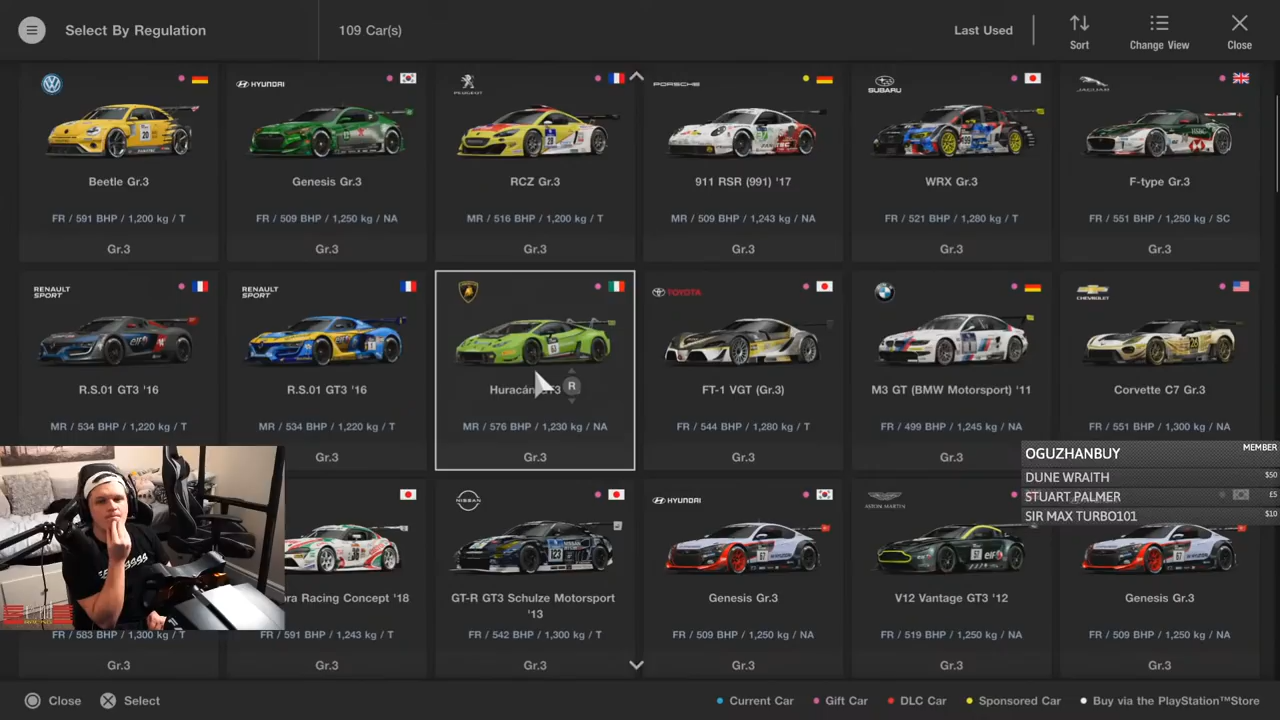 Select By Regulation
109 Car(s)
Last Used
Sort
Change View
Close
HYUNDAI
PEUGEOT
PORSCHE
SUBARU
JAGUAR
Beetle Gr.3
Genesis Gr.3
RCZ Gr.3
911 RSR (991) '17
WRX Gr.3
F-type Gr.3
FR / 591 BHP / 1,200 kg / T
FR / 509 BHP / 1,250 kg / NA
MR / 516 BHP / 1,200 kg / T
MR / 509 BHP / 1,243 kg / NA
FR / 521 BHP / 1,280 kg / T
FR / 551 BHP / 1,250 kg / SC
Gr.3
Gr.3
Gr.3
Gr.3
Gr.3
Gr.3
RENAULT SPORT
RENAULT SPORT
TOYOTA
CHEVROLET
R.S.01 GT3 '16
R.S.01 GT3 '16
Huracán
R
FT-1 VGT (Gr.3)
M3 GT (BMW Motorsport) '11
Corvette C7 Gr.3
MR / 534 BHP / 1,220 kg / T
MR / 534 BHP / 1,220 kg / T
MR / 576 BHP / 1,230 kg / NA
FR / 544 BHP / 1,280 kg / T
FR / 499 BHP / 1,245 kg / NA
FR / 551 BHP / 1,300 kg / NA
Gr.3
Gr.3
Gr.3
Gr.3
OGUZHANBUY MEMBER
DUNE WRAITH $50
STUART PALMER £5
SIR MAX TURBO101 $10
NISSAN
HYUNDAI
ASTON MARTIN
Racing Concept '18
GT-R GT3 Schulze Motorsport
'13
Genesis Gr.3
V12 Vantage GT3 '12
Genesis Gr.3
FR / 583 BHP / 1,300 kg / T
FR / 591 BHP / 1,243 kg / T
FR / 542 BHP / 1,300 kg / T
FR / 509 BHP / 1,250 kg / NA
FR / 519 BHP / 1,250 kg / NA
FR / 509 BHP / 1,250 kg / NA
Gr.3
Gr.3
Gr.3
Gr.3
Gr.3
Gr.3
Close
Select
Current Car
Gift Car
DLC Car
Sponsored Car
Buy via the PlayStation™Store